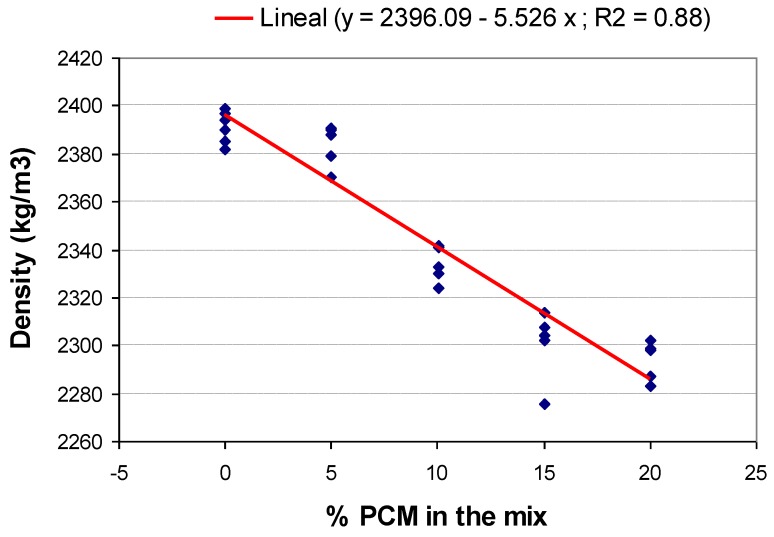 Lineal (y = 2396.09 - 5.526 x ; R2 = 0.88)
2420
2400
2380
2360
2340
2320
2300
2280
2260
Density (kg/m3)
-5 0 5 10 15 20 25
% PCM in the mix